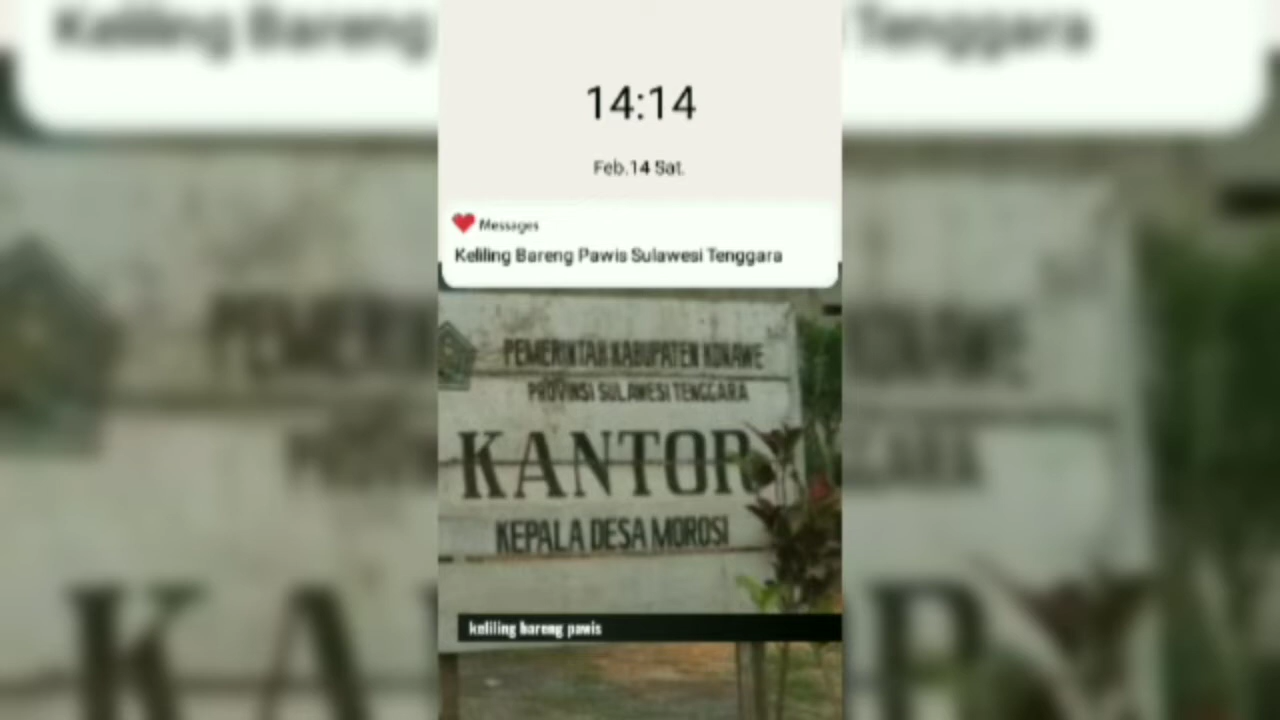 14:14
Feb.14 Sat.
Messages
Keliling Bareng Pawis Sulawesi Tenggara
PEMERINTAH KABUPATEN KONAWE
PROVINSI SULAWESI TENGGARA
KANTOR
KEPALA DESA MOROSI
keliling bareng pawis